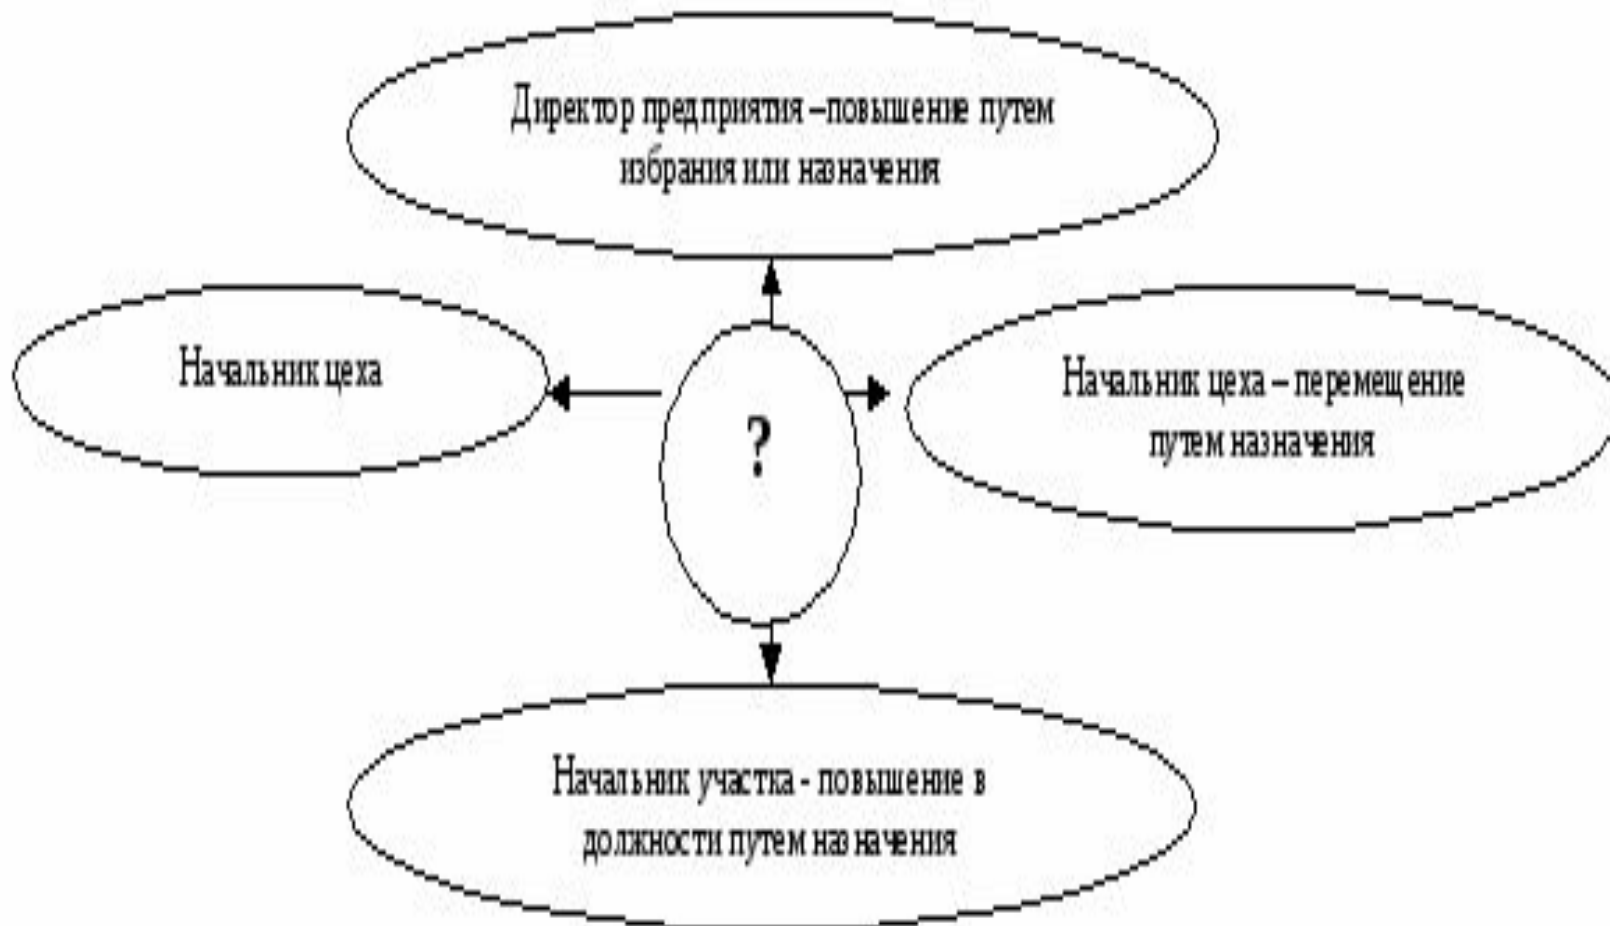 Директор предприятия –повышение путем
избрания или назначения
Начальник цеха
?
Начальник цеха – перемещение
путем назначения
Начальник участка - повышение в
должности путем назначения